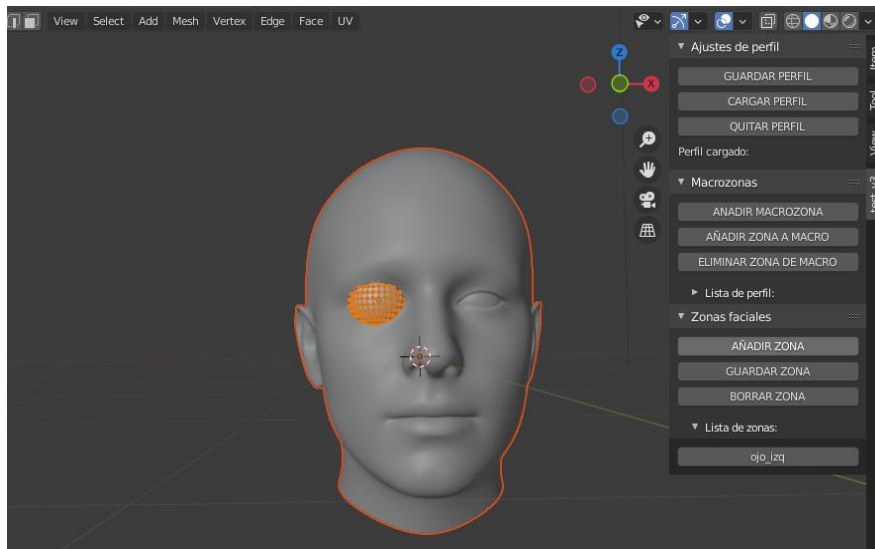 View Select Add Mesh Vertex Edge Face UV
Z
X
Item
Tool
View
test_v3
Ajustes de perfil
GUARDAR PERFIL
CARGAR PERFIL
QUITAR PERFIL
Perfil cargado:
Macrozonas
ANADIR MACROZONA
AÑADIR ZONA A MACRO
ELIMINAR ZONA DE MACRO
Lista de perfil:
Zonas faciales
AÑADIR ZONA
GUARDAR ZONA
BORRAR ZONA
Lista de zonas:
ojo_izq